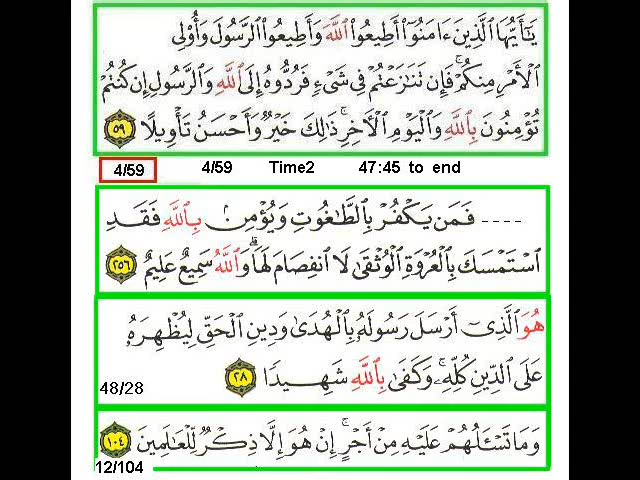 يَـٰٓأَيُّهَا ٱلَّذِينَ ءَامَنُوٓا۟ أَطِيعُوا۟ ٱللَّهَ وَأَطِيعُوا۟ ٱلرَّسُولَ وَأُو۟لِى
ٱلْأَمْرِ مِنكُمْ ۖ فَإِن تَنَـٰزَعْتُمْ فِى شَىْءٍ فَرُدُّوهُ إِلَى ٱللَّهِ وَٱلرَّسُولِ إِن كُنتُمْ
تُؤْمِنُونَ بِٱللَّهِ وَٱلْيَوْمِ ٱلْـَٔاخِرِ ۚ ذَٰلِكَ خَيْرٌ وَأَحْسَنُ تَأْوِيلًا ٥٩
4/59 4/59 Time2 47:45 to end
---- فَمَن يَكْفُرْ بِٱلطَّـٰغُوتِ وَيُؤْمِنۢ بِٱللَّهِ فَقَدِ
ٱسْتَمْسَكَ بِٱلْعُرْوَةِ ٱلْوُثْقَىٰ لَا ٱنفِصَامَ لَهَا ۗ وَٱللَّهُ سَمِيعٌ عَلِيمٌ ٢٥٦
هُوَ ٱلَّذِىٓ أَرْسَلَ رَسُولَهُۥ بِٱلْهُدَىٰ وَدِينِ ٱلْحَقِّ لِيُظْهِرَهُۥ
عَلَى ٱلدِّينِ كُلِّهِۦ ۚ وَكَفَىٰ بِٱللَّهِ شَهِيدًا ٢٨
48/28
وَمَا تَسْـَٔلُهُمْ عَلَيْهِ مِنْ أَجْرٍ ۚ إِنْ هُوَ إِلَّا ذِكْرٌ لِّلْعَـٰلَمِينَ ١٠٤
12/104